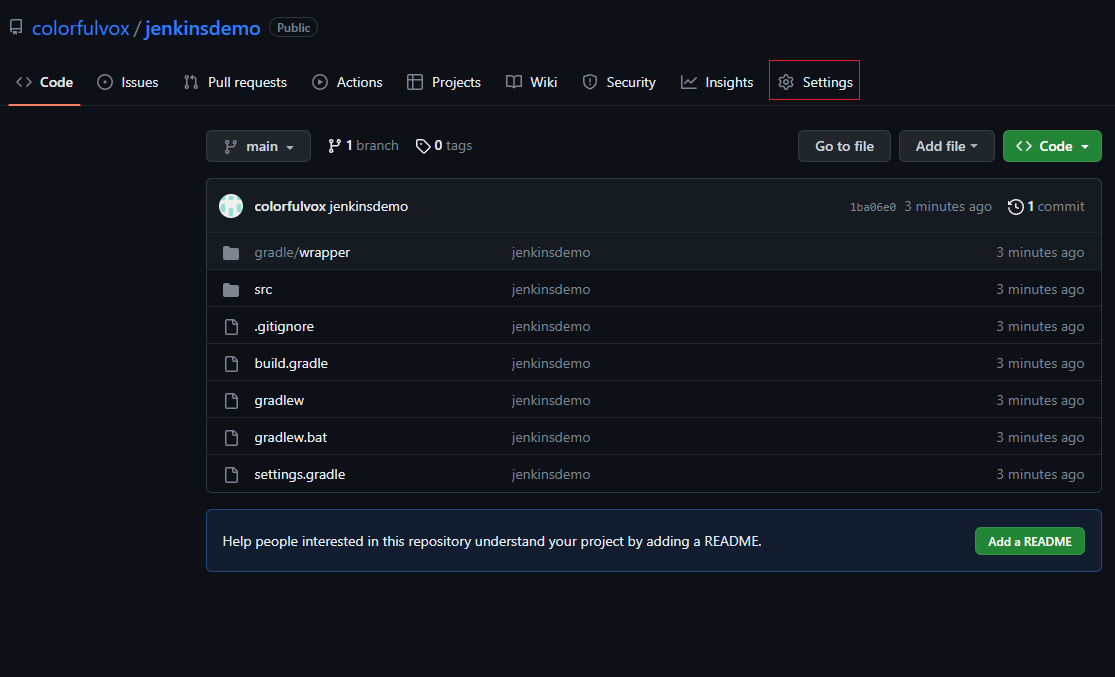 colorfulvox / jenkinsdemo Public
Code Issues Pull requests Actions Projects Wiki Security Insights Settings
main 1 branch 0 tags Go to file Add file Code
colorfulvox jenkinsdemo 1ba06e0 3 minutes ago 1 commit
gradle/wrapper jenkinsdemo 3 minutes ago
src jenkinsdemo 3 minutes ago
.gitignore jenkinsdemo 3 minutes ago
build.gradle jenkinsdemo 3 minutes ago
gradlew jenkinsdemo 3 minutes ago
gradlew.bat jenkinsdemo 3 minutes ago
settings.gradle jenkinsdemo 3 minutes ago
Help people interested in this repository understand your project by adding a README. Add a README